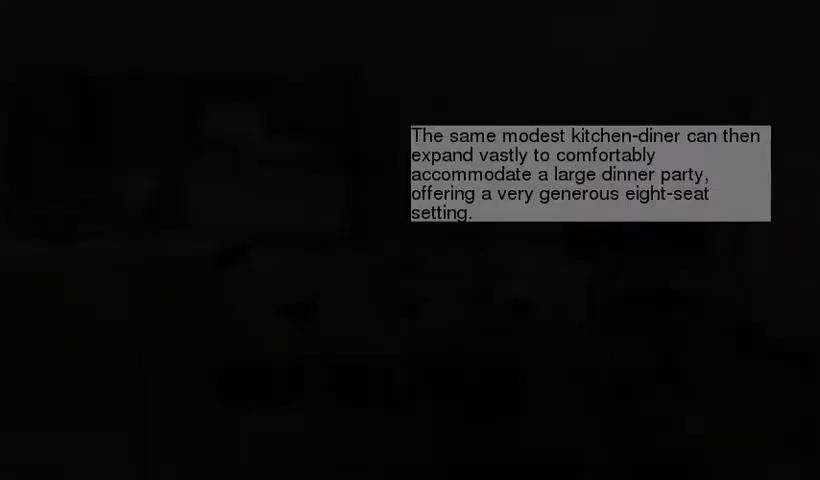 The same modest kitchen-diner can then
expand vastly to comfortably
accommodate a large dinner party,
offering a very generous eight-seat
setting.